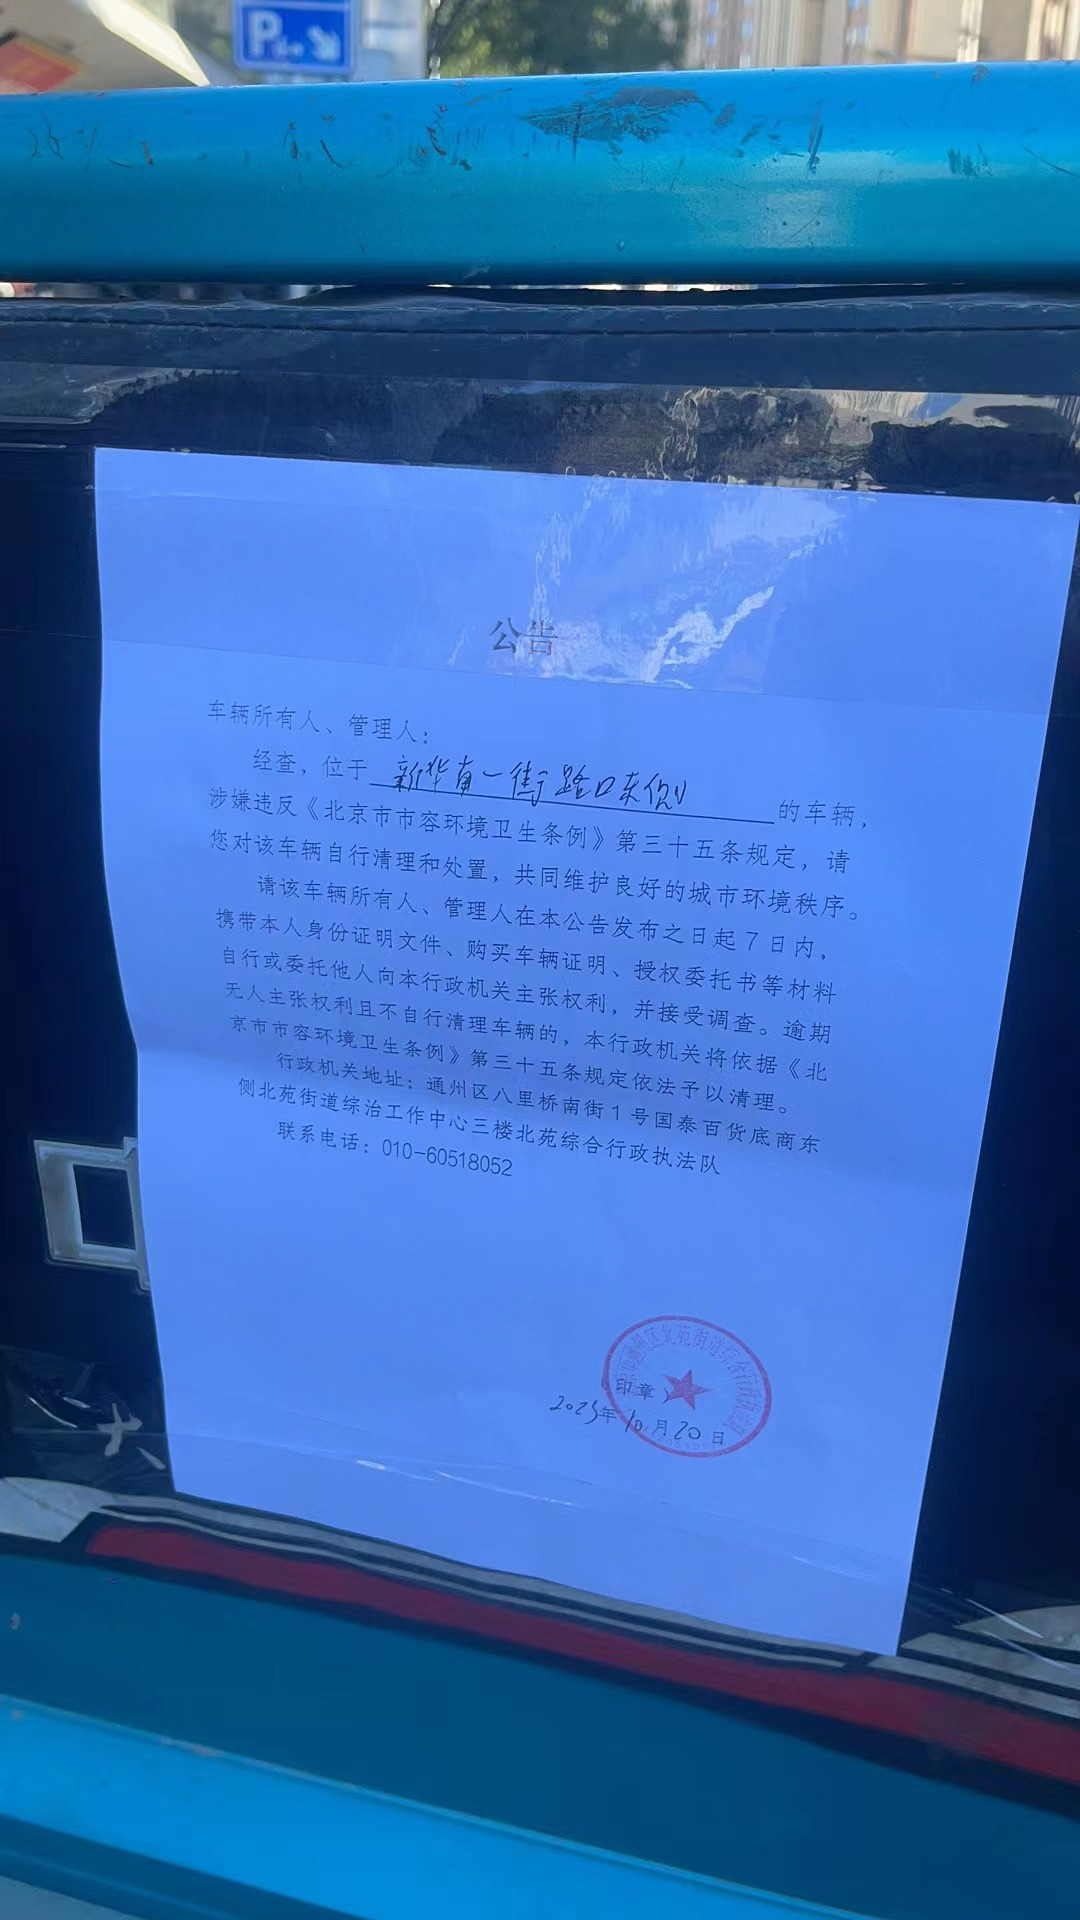 P
公告
车辆所有人、管理人：
经查，位于 新华南一街路口东侧 的车辆，
涉嫌违反《北京市市容环境卫生条例》第三十五条规定，请
您对该车辆自行清理和处置，共同维护良好的城市环境秩序。
请该车辆所有人、管理人在本公告发布之日起7日内，
携带本人身份证明文件、购买车辆证明、授权委托书等材料
自行或委托他人向本行政机关主张权利，并接受调查。逾期
无人主张权利且不自行清理车辆的，本行政机关将依据《北
京市市容环境卫生条例》第三十五条规定依法予以清理。
行政机关地址：通州区八里桥南街1号国泰百货底商东
侧北苑街道综治工作中心三楼北苑综合行政执法队
联系电话：010-60518052
（印章）
2023年10月20日